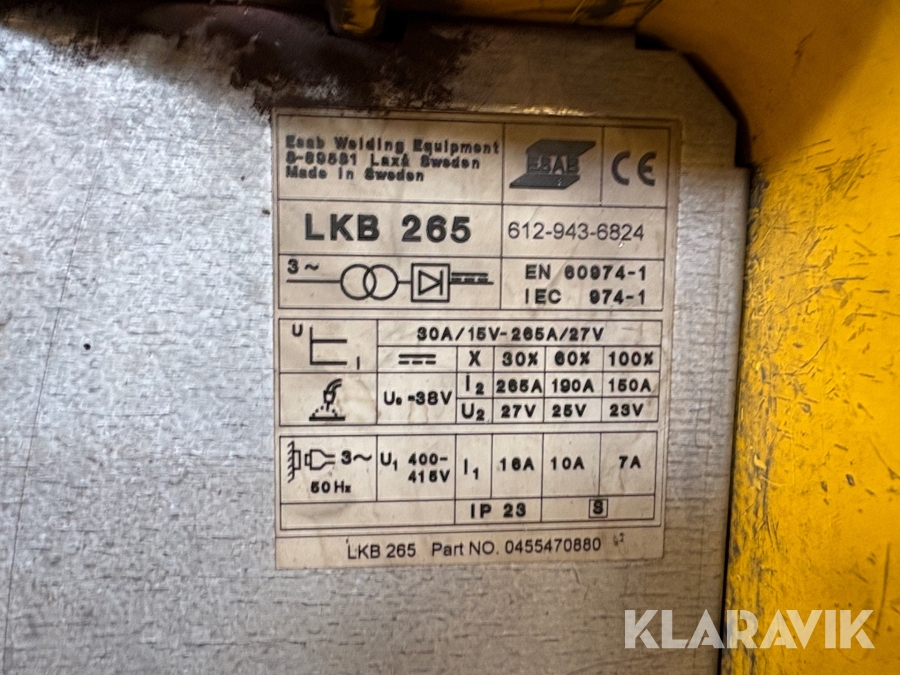 Esab Welding Equipment
S-69581 Laxå Sweden
Made in Sweden
ESAB
CE
LKB 265
612-943-6824
3~
EN 60974-1
IEC 974-1
U
I
30A/15V-265A/27V
X 30% 60% 100%
U₀ -38V
I₂ 265A 190A 150A
U₂ 27V 25V 23V
3~
50Hz
U₁ 400-
415V
I₁ 16A 10A 7A
IP 23
S
LKB 265 Part NO. 0455470880
KLARAVIK